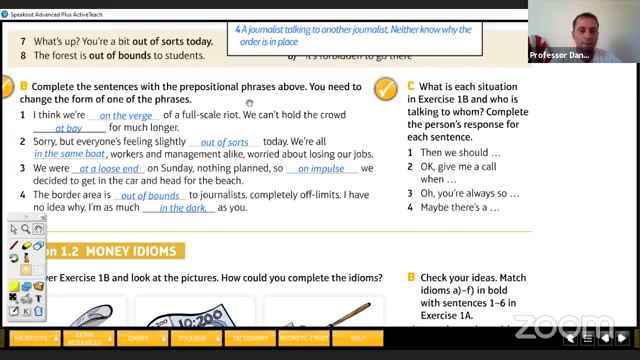 Speakout Advanced Plus ActiveTeach
4 A journalist talking to another journalist. Neither know why the
order is in place
7 What's up? You're a bit out of sorts today.
8 The forest is out of bounds to students.
b) It's forbidden to go there
Professor Dan...
B Complete the sentences with the prepositional phrases above. You need to
change the form of one of the phrases.
1 I think we're on the verge of a full-scale riot. We can't hold the crowd
at bay for much longer.
2 Sorry, but everyone's feeling slightly out of sorts today. We're all
in the same boat, workers and management alike, worried about losing our jobs.
3 We were at a loose end on Sunday, nothing planned, so on impulse we
decided to get in the car and head for the beach.
4 The border area is out of bounds to journalists, completely off-limits. I have
no idea why. I'm as much in the dark. as you.
C What is each situation
in Exercise 1B and who is
talking to whom? Complete
the person's response for
each sentence.
1 Then we should ...
2 OK, give me a call
when ...
3 Oh, you're always so ...
4 Maybe there's a ...
on 1.2 MONEY IDIOMS
ver Exercise 1B and look at the pictures. How could you complete the idioms?
10:200
B Check your ideas. Match
idioms a)–f) in bold
with sentences 1–6 in
Exercise 1A.
SHORTCUTS
EXTRA RESOURCES
GAMES
TOOLBOX
DICTIONARY
PHONETIC CHART
HELP
zoom